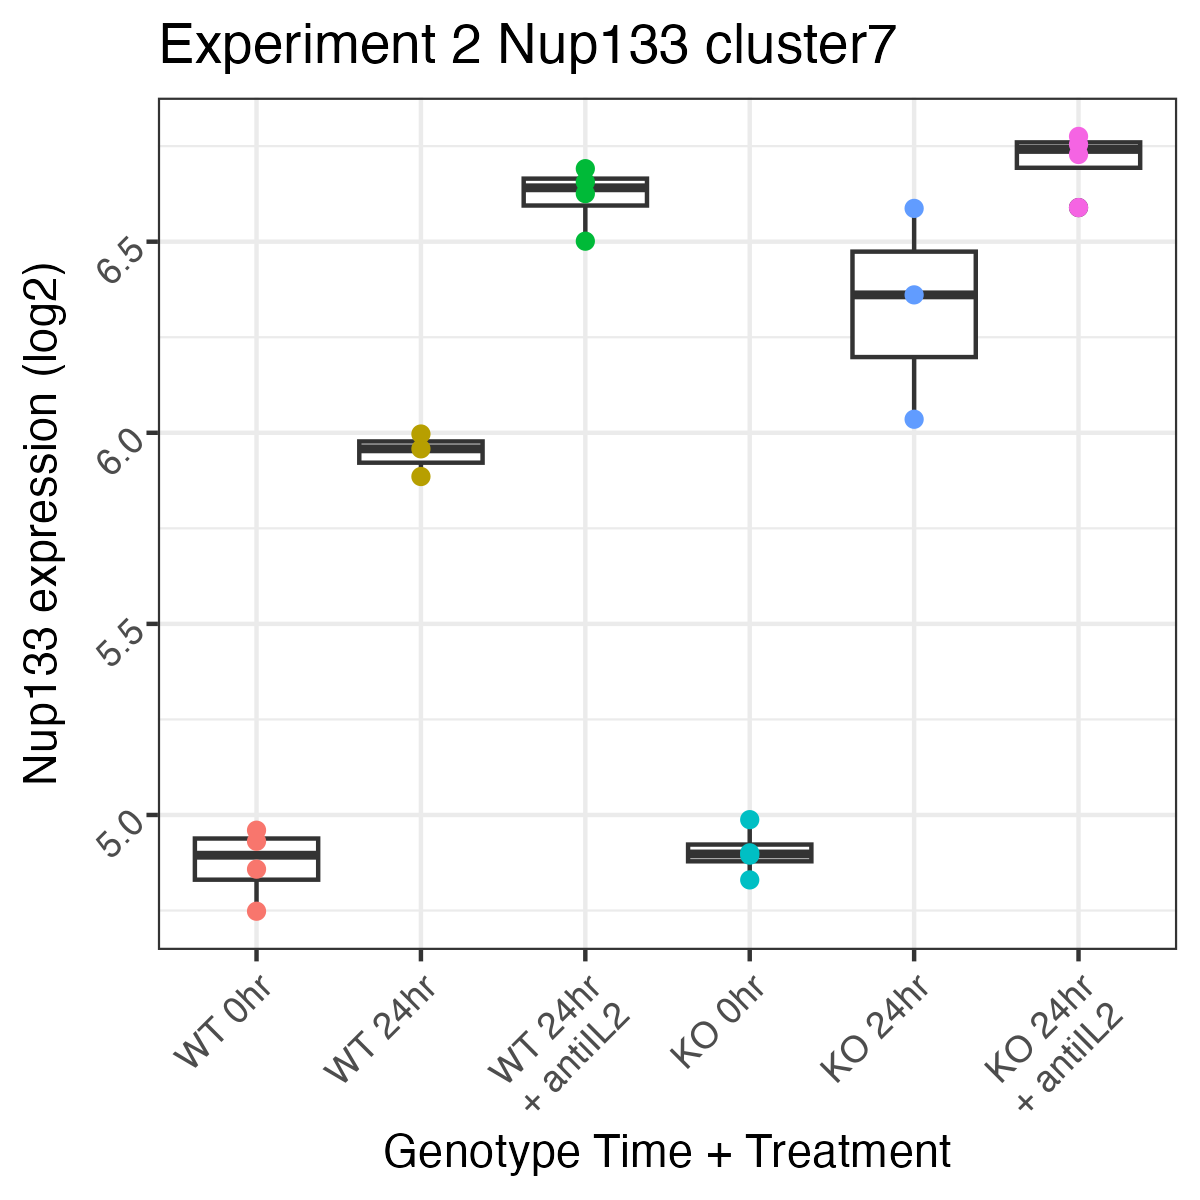 Experiment 2 Nup133 cluster7
Nup133 expression (log2)
6.5
6.0
5.5
5.0
WT 0hr
WT 24hr
WT 24hr
+ antiIL2
KO 0hr
KO 24hr
KO 24hr
+ antiIL2
Genotype Time + Treatment